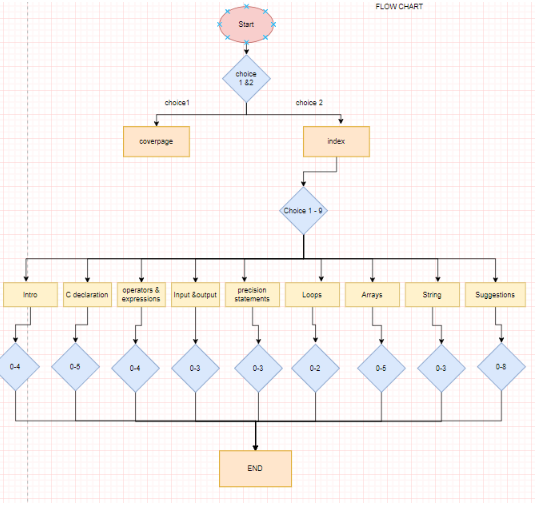 FLOW CHART
Start
choice
1 &2
choice1
choice 2
coverpage
index
Choice 1 - 9
Intro
C declaration
operators &
expressions
Input &output
precision
statements
Loops
Arrays
String
Suggestions
0-4
0-5
0-4
0-3
0-3
0-2
0-5
0-3
0-8
END